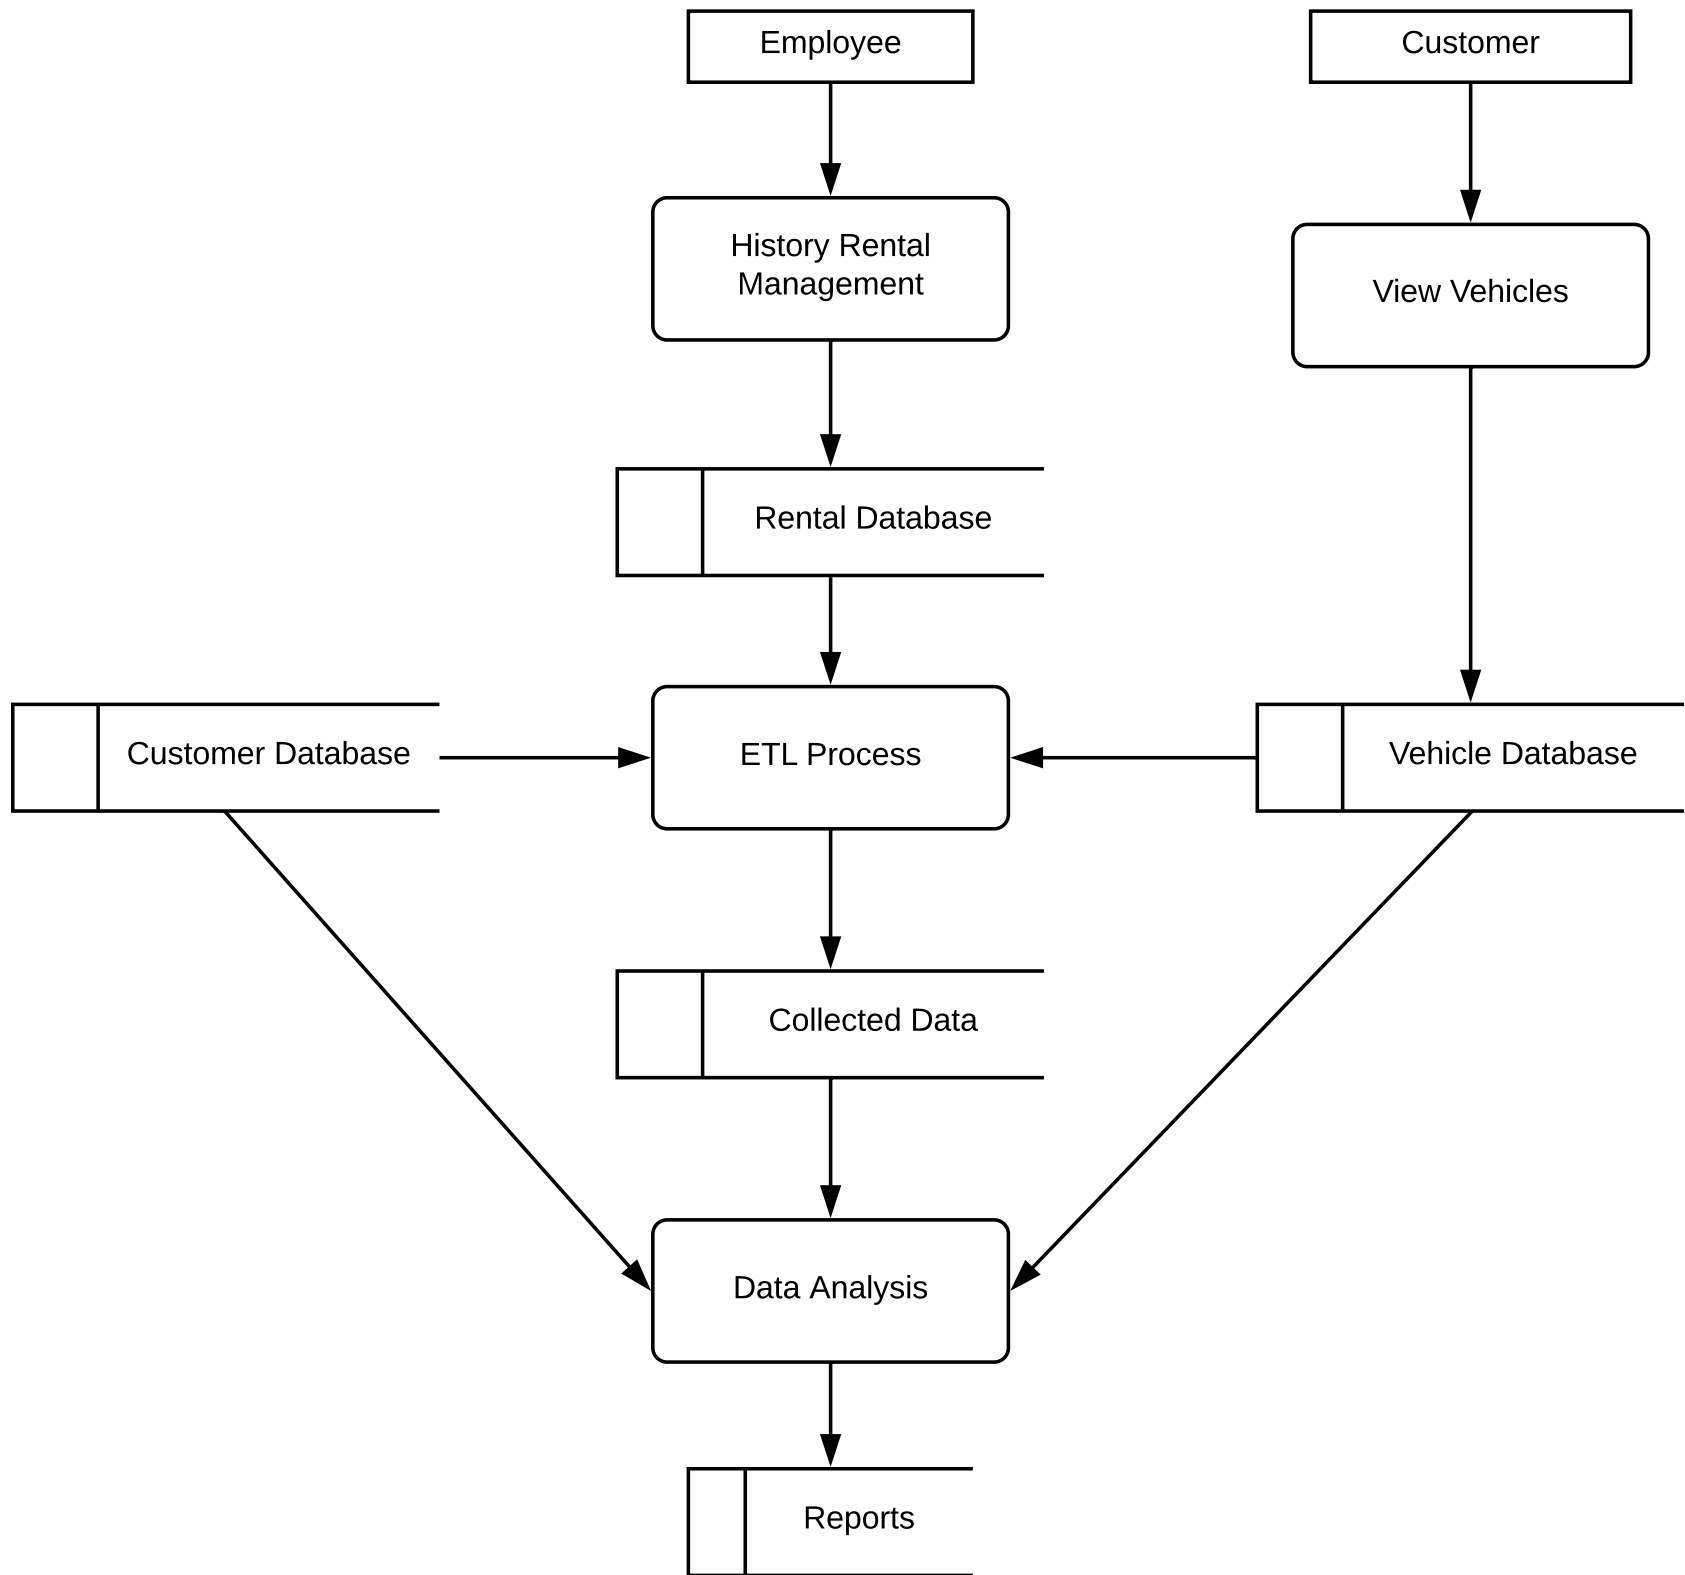 Employee
Customer
History Rental
Management
View Vehicles
Rental Database
Customer Database
ETL Process
Vehicle Database
Collected Data
Data Analysis
Reports